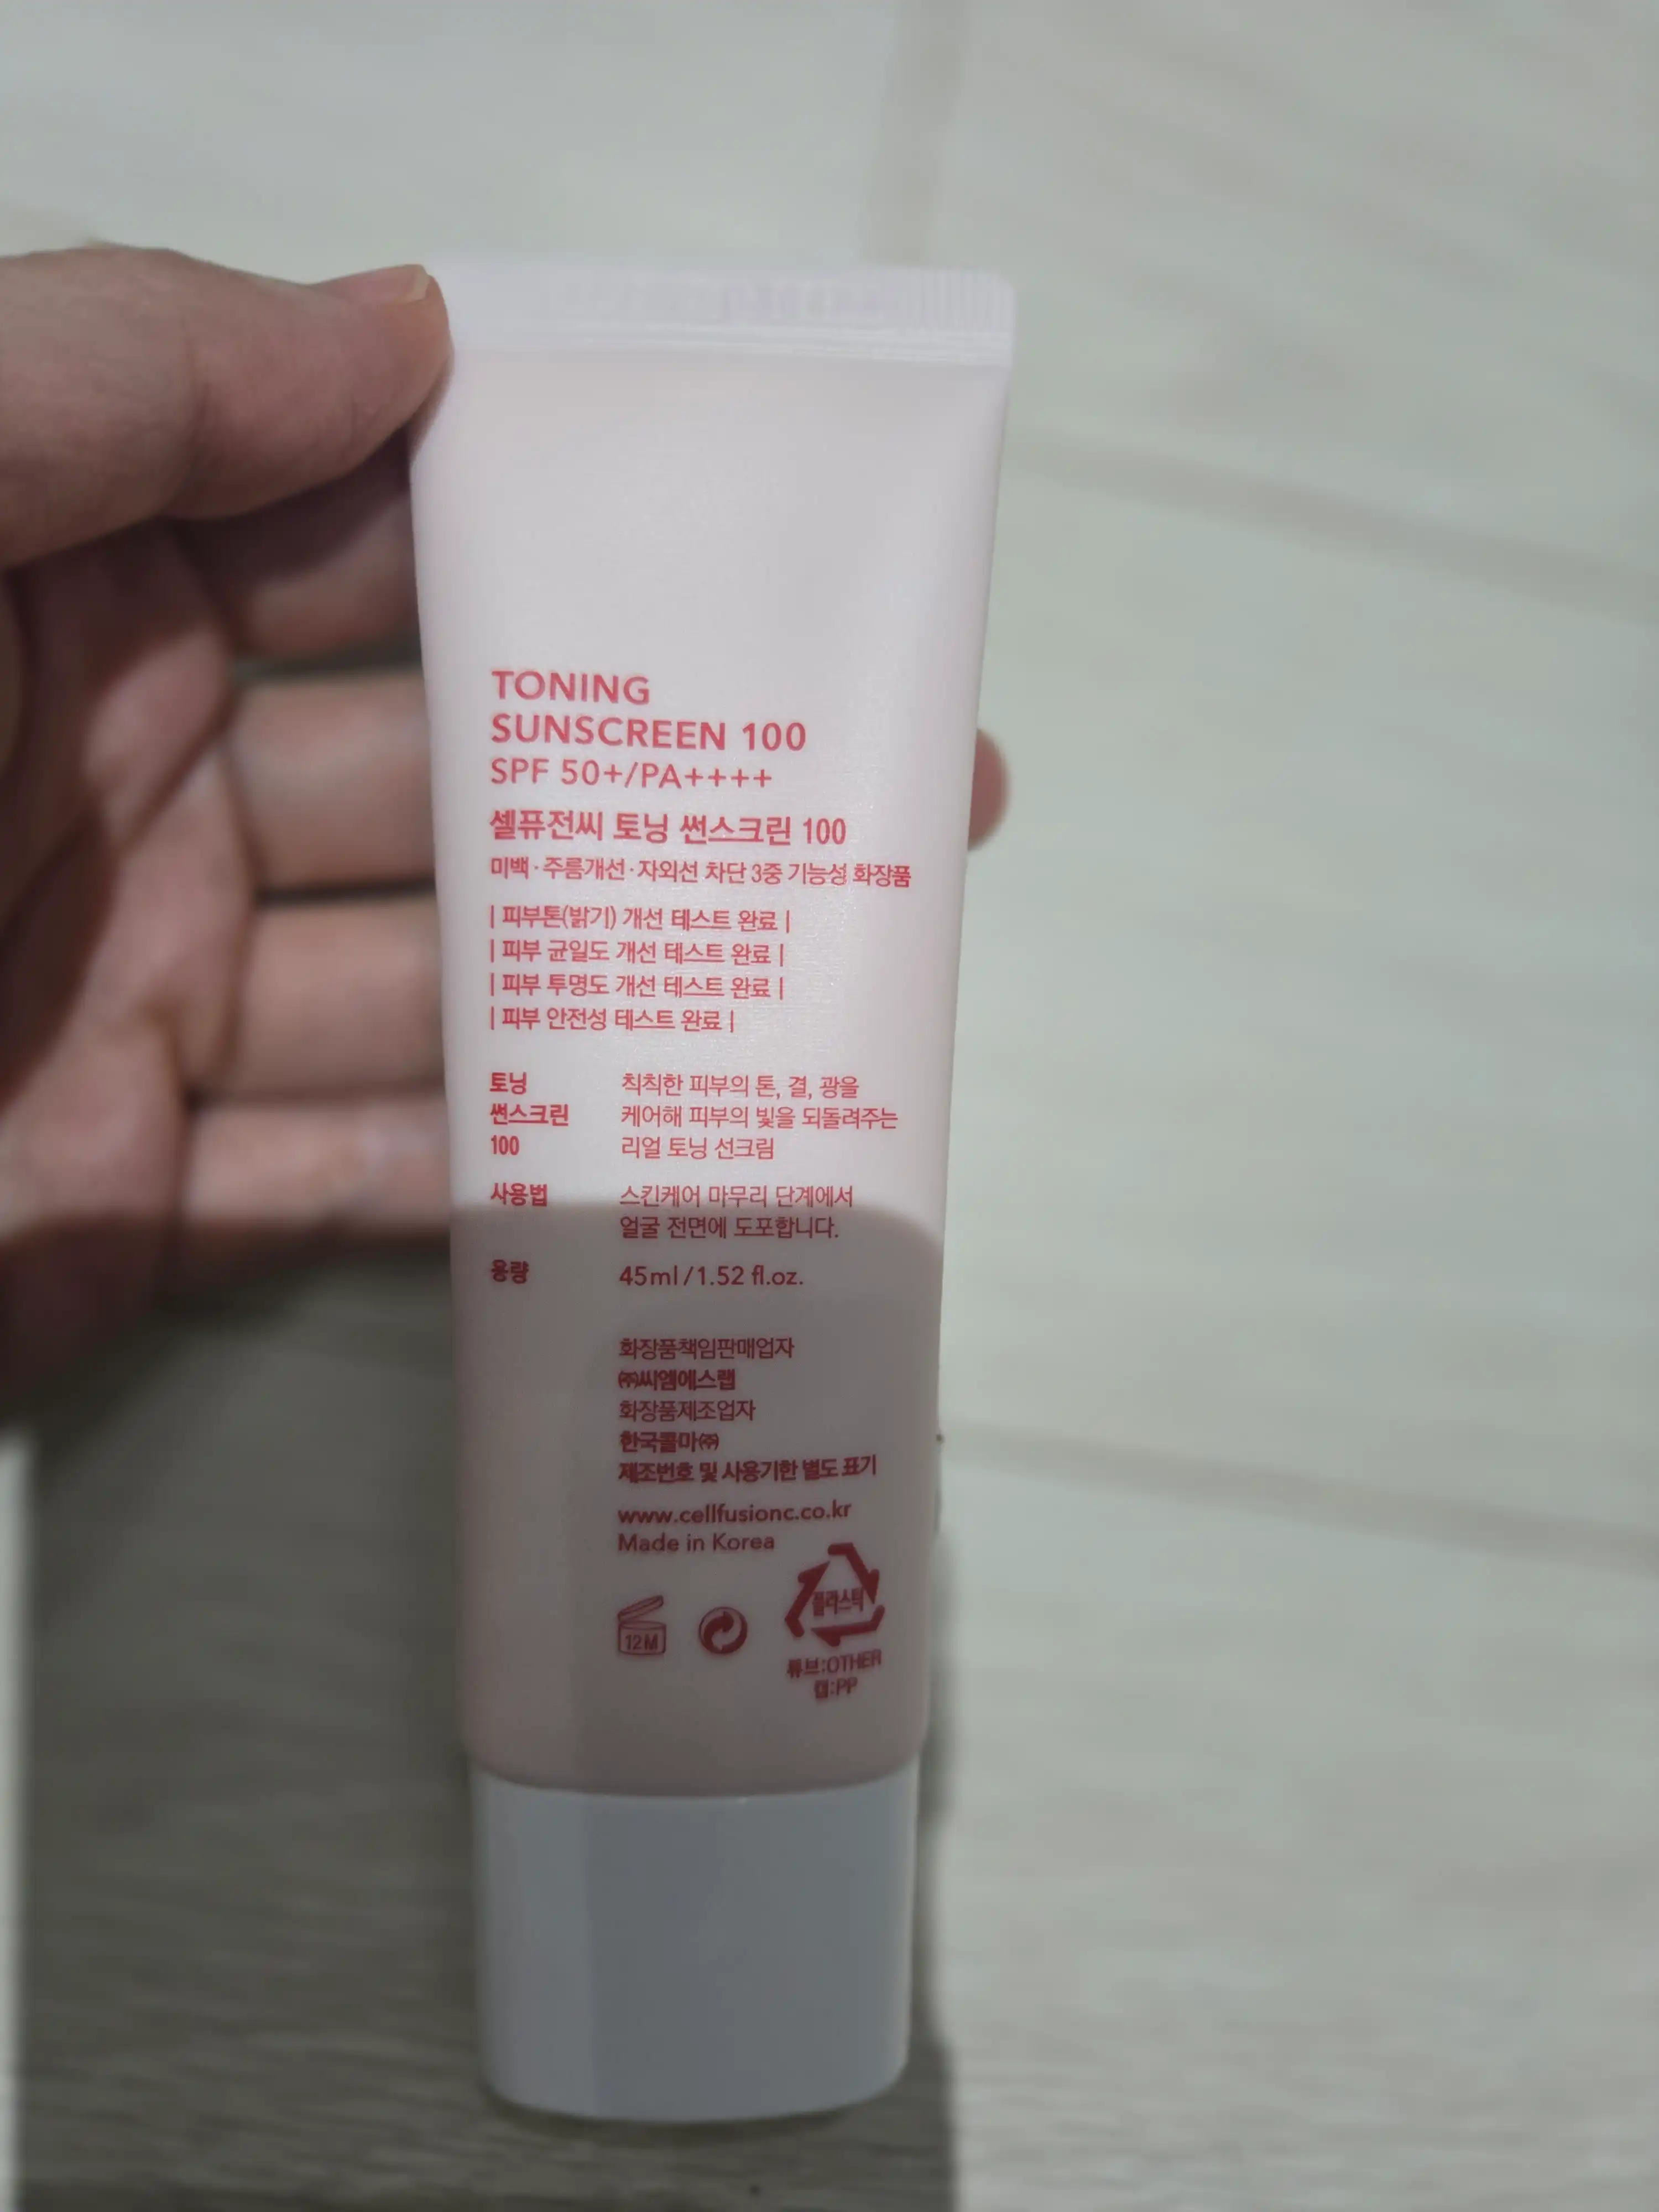 TONING
SUNSCREEN 100
SPF 50+/PA++++
셀퓨전씨 토닝 썬스크린 100
미백·주름개선·자외선 차단 3중 기능성 화장품
| 피부톤(밝기) 개선 테스트 완료 |
| 피부 균일도 개선 테스트 완료 |
| 피부 투명도 개선 테스트 완료 |
| 피부 안전성 테스트 완료 |
토닝 칙칙한 피부의 톤, 결, 광을
썬스크린 케어해 피부의 빛을 되돌려주는
100 리얼 토닝 선크림
사용법 스킨케어 마무리 단계에서
얼굴 전면에 도포합니다.
용량 45ml/1.52 fl.oz.
화장품책임판매업자
㈜씨엠에스랩
화장품제조업자
한국콜마㈜
제조번호 및 사용기한 별도 표기
www.cellfusionc.co.kr
Made in Korea
12M
플라스틱
튜브:OTHER
캡:PP